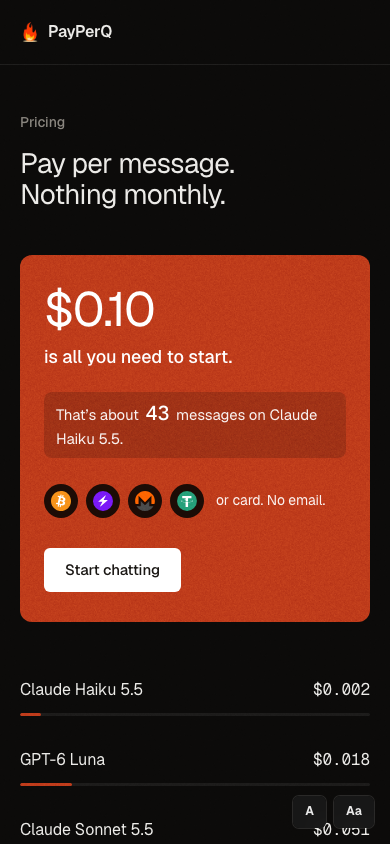 PayPerQ
Pricing
Pay per message.
Nothing monthly.
$0.10
is all you need to start.
That's about 43 messages on Claude
Haiku 5.5.
or card. No email.
Start chatting
Claude Haiku 5.5 $0.002
GPT-6 Luna $0.018
A Aa
Claude Sonnet 5.5 $0.051